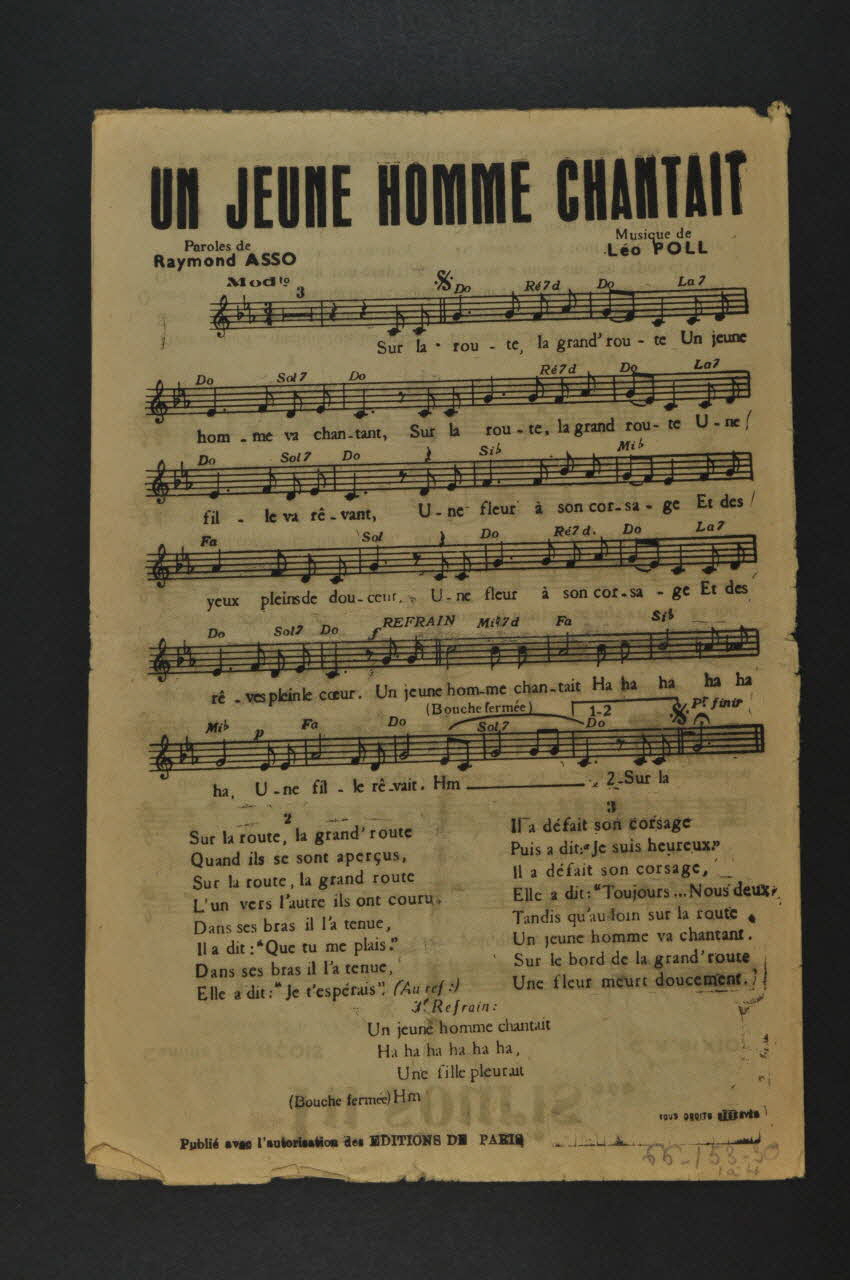 UN JEUNE HOMME CHANTAIT
Paroles de
Raymond ASSO
Musique de
Léo POLL
Modto
3
Do Ré7d Do La7
Sur la rou - te, la grand' rou - te Un jeune
Do Sol7 Do Ré7d Do La7
hom - me va chan-tant, Sur la rou - te, la grand rou - te U - ne
Do Sol7 Do Si♭ Mi♭
fil - le va rê - vant, U - ne fleur à son cor-sa - ge Et des
Fa Sol Do Ré7d. Do La7
yeux pleins de dou-ceur. U - ne fleur à son cor-sa - ge Et des
Do Sol7 Do f REFRAIN Mi♭7d Fa Si♭
rê - ves plein le cœur. Un jeune hom-me chan-tait Ha ha ha ha ha
(Bouche fermée) 1-2 Pr finir
Mi♭ p Fa Do Sol7 Do
ha, U - ne fil - le rê-vait. Hm 2-Sur la
2
Sur la route, la grand' route
Quand ils se sont aperçus,
Sur la route, la grand route
L'un vers l'autre ils ont couru.
Dans ses bras il l'a tenue,
Il a dit : "Que tu me plais."
Dans ses bras il l'a tenue,
Elle a dit : "Je t'espérais". (Au ref :)
3
Il a défait son corsage
Puis a dit: "Je suis heureux."
Il a défait son corsage,
Elle a dit : "Toujours... Nous deux,
Tandis qu'au loin sur la route
Un jeune homme va chantant.
Sur le bord de la grand' route
Une fleur meurt doucement.
3e Refrain:
Un jeune homme chantait
Ha ha ha ha ha ha,
Une fille pleurait
(Bouche fermée) Hm
TOUS DROITS
Publié avec l'autorisation des EDITIONS DE PARIS
66-153-30
1a4